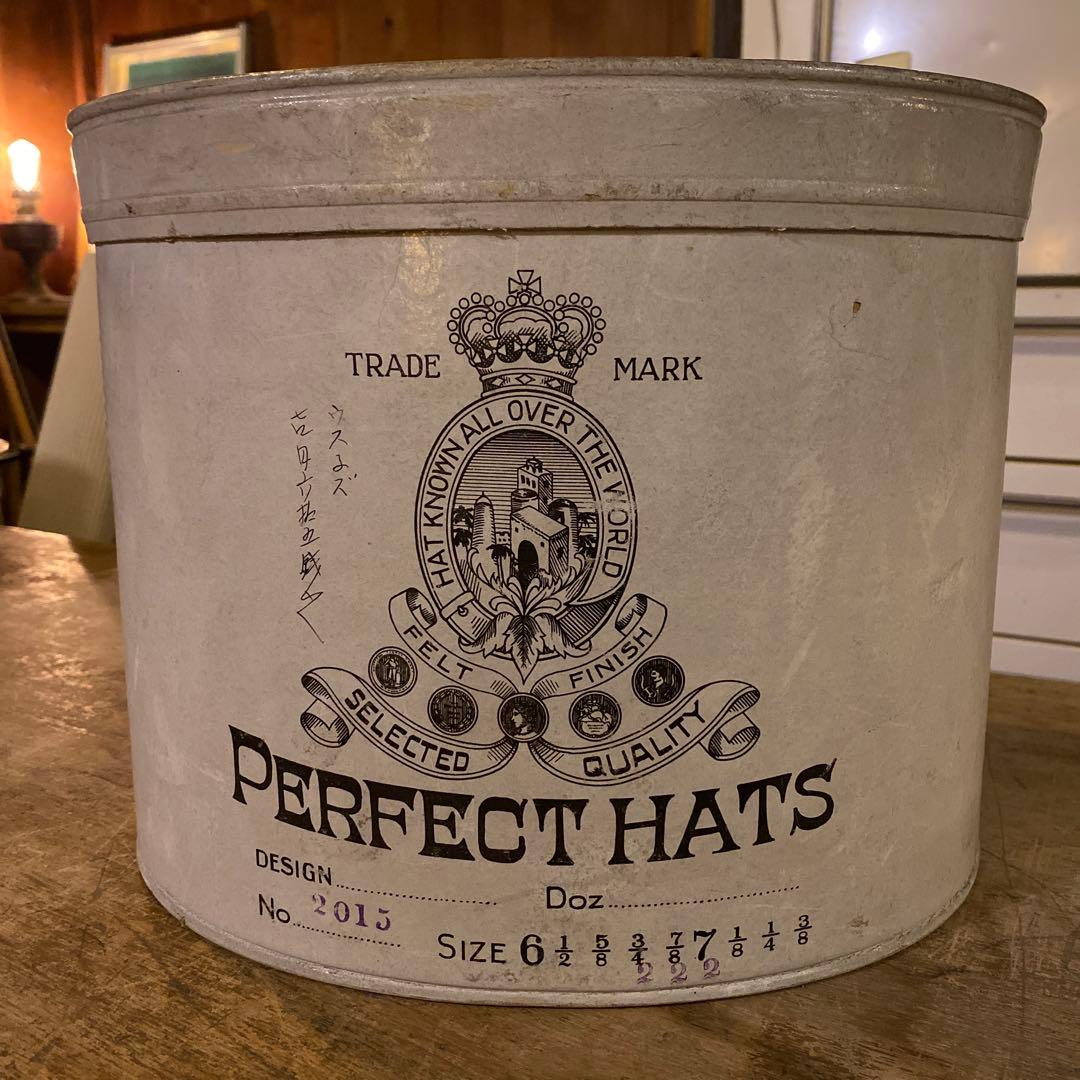 TRADE MARK
HAT KNOWN ALL OVER THE WORLD
ウスネズ
FELT FINISH
SELECTED QUALITY
PERFECT HATS
DESIGN
Doz
No. 2015
SIZE 6 1/2 5/8 3/4 7/8 7 1/8 1/4 3/8
2 2 2